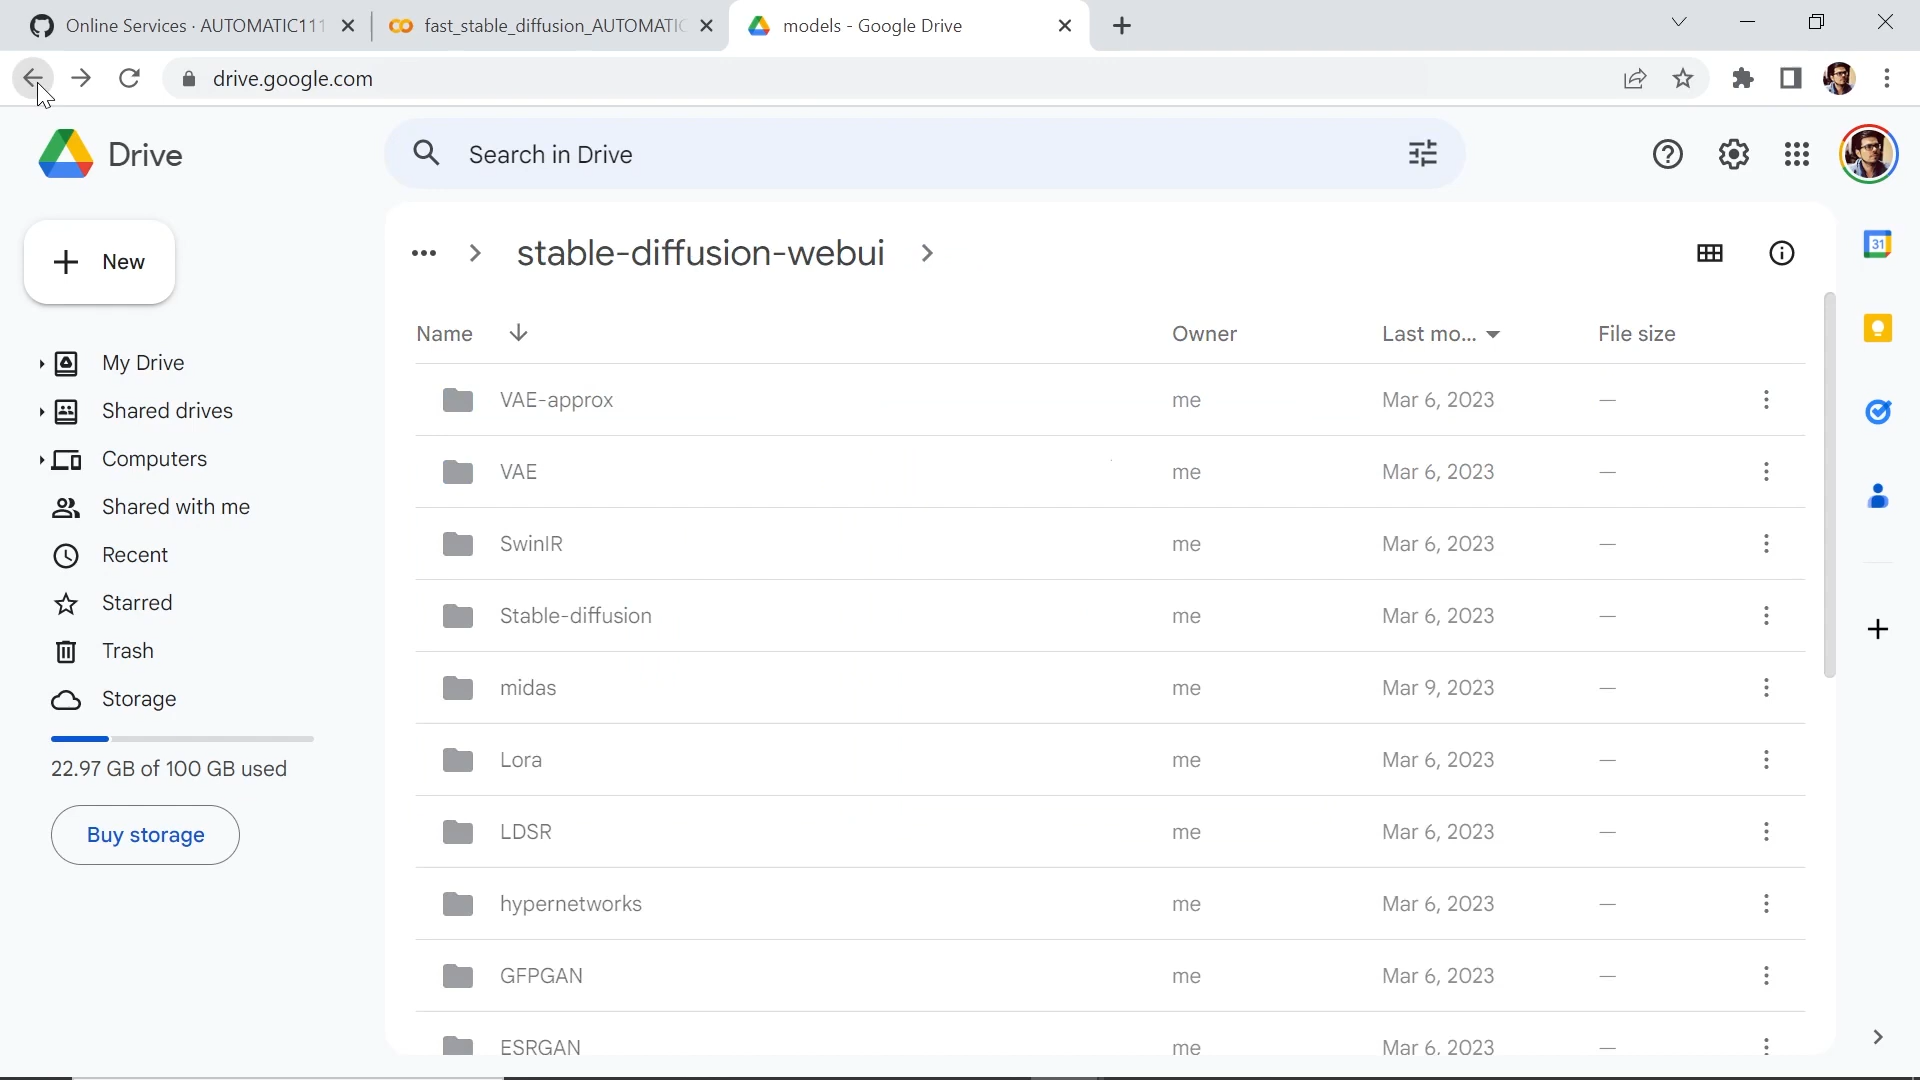 Online Services · AUTOMATIC111
fast_stable_diffusion_AUTOMATIC
models - Google Drive
drive.google.com
Drive
Search in Drive
New
stable-diffusion-webui
31
Name
Owner
Last mo...
File size
My Drive
Shared drives
Computers
Shared with me
Recent
Starred
Trash
Storage
22.97 GB of 100 GB used
Buy storage
VAE-approx me Mar 6, 2023 —
VAE me Mar 6, 2023 —
SwinIR me Mar 6, 2023 —
Stable-diffusion me Mar 6, 2023 —
midas me Mar 9, 2023 —
Lora me Mar 6, 2023 —
LDSR me Mar 6, 2023 —
hypernetworks me Mar 6, 2023 —
GFPGAN me Mar 6, 2023 —
ESRGAN me Mar 6, 2023 —